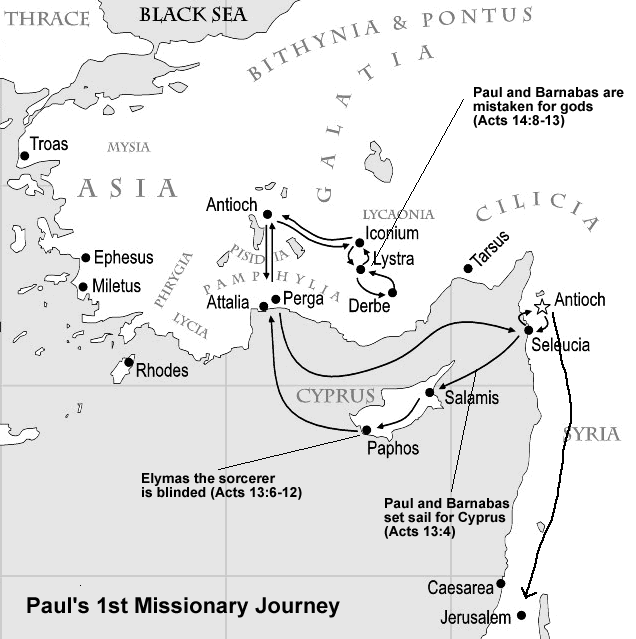 THRACE
BLACK SEA
BITHYNIA & PONTUS
GALATIA
Paul and Barnabas are
mistaken for gods
(Acts 14:8-13)
Troas
MYSIA
ASIA
Antioch
LYCAONIA
CILICIA
Iconium
Lystra
Tarsus
PISIDIA
Ephesus
Miletus
PHRYGIA
PAMPHYLIA
Perga
Attalia
Derbe
Antioch
LYCIA
Seleucia
Rhodes
CYPRUS
Salamis
SYRIA
Paphos
Elymas the sorcerer
is blinded (Acts 13:6-12)
Paul and Barnabas
set sail for Cyprus
(Acts 13:4)
Caesarea
Jerusalem
Paul's 1st Missionary Journey